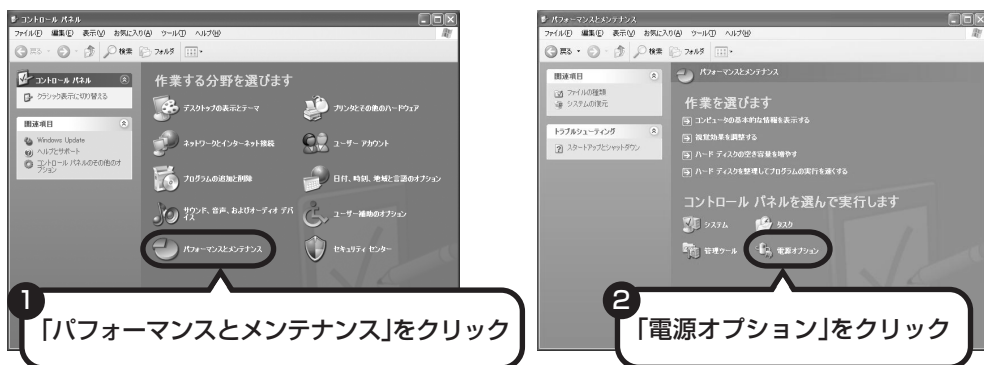 コントロール パネル
ファイル(F) 編集(E) 表示(V) お気に入り(A) ツール(T) ヘルプ(H)
戻る 検索 フォルダ
コントロール パネル
クラシック表示に切り替える
関連項目
Windows Update
ヘルプとサポート
コントロール パネルのその他のオプション
作業する分野を選びます
デスクトップの表示とテーマ
プリンタとその他のハードウェア
ネットワークとインターネット接続
ユーザー アカウント
プログラムの追加と削除
日付、時刻、地域と言語のオプション
サウンド、音声、およびオーディオ デバイス
ユーザー補助のオプション
パフォーマンスとメンテナンス
セキュリティ センター
1
「パフォーマンスとメンテナンス」をクリック
パフォーマンスとメンテナンス
ファイル(F) 編集(E) 表示(V) お気に入り(A) ツール(T) ヘルプ(H)
戻る 検索 フォルダ
関連項目
ファイルの種類
システムの復元
トラブルシューティング
スタートアップとシャットダウン
パフォーマンスとメンテナンス
作業を選びます
コンピュータの基本的な情報を表示する
視覚効果を調整する
ハード ディスクの空き容量を増やす
ハード ディスクを整理してプログラムの実行を速くする
コントロール パネルを選んで実行します
システム
タスク
管理ツール
電源オプション
2
「電源オプション」をクリック